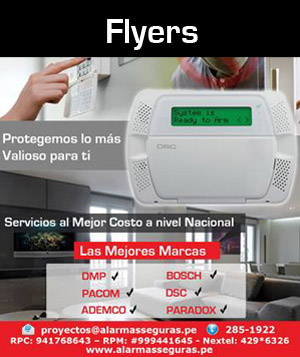 Flyers
System is
Ready to Arm < >
DSC
Protegemos lo más
Valioso para ti
Servicios al Mejor Costo a nivel Nacional
Las Mejores Marcas
DMP ✓ BOSCH ✓
PACOM ✓ DSC ✓
ADEMCO ✓ PARADOX ✓
proyectos@alarmasseguras.pe 285-1922
RPC: 941768643 – RPM: #999441645 - Nextel: 429*6326
www.alarmasseguras.pe